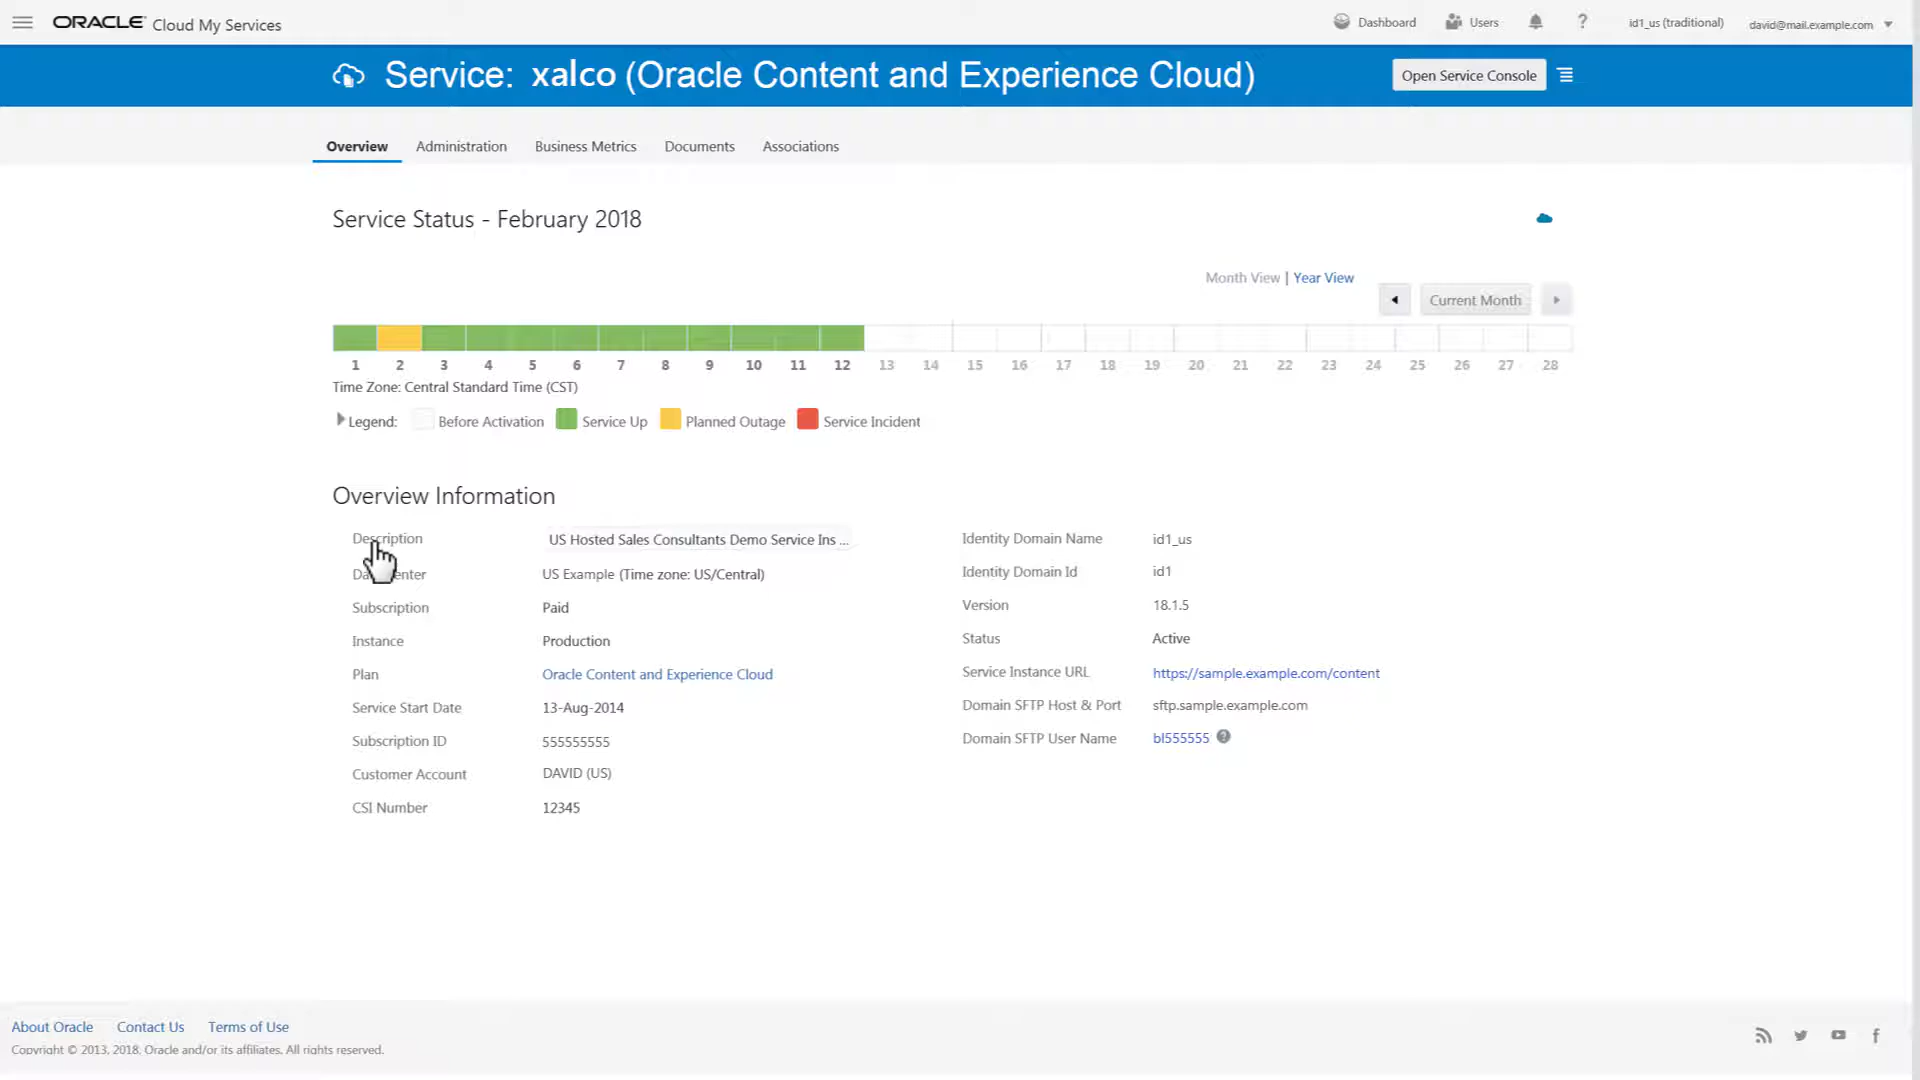 ORACLE Cloud My Services
Dashboard Users ? id1_us (traditional) david@mail.example.com
Service: xalco (Oracle Content and Experience Cloud)
Open Service Console
Overview Administration Business Metrics Documents Associations
Service Status - February 2018
Month View | Year View
Current Month
1 2 3 4 5 6 7 8 9 10 11 12 13 14 15 16 17 18 19 20 21 22 23 24 25 26 27 28
Time Zone: Central Standard Time (CST)
Legend: Before Activation Service Up Planned Outage Service Incident
Overview Information
Description US Hosted Sales Consultants Demo Service Ins ...
US Example (Time zone: US/Central)
Subscription Paid
Instance Production
Plan Oracle Content and Experience Cloud
Service Start Date 13-Aug-2014
Subscription ID 555555555
Customer Account DAVID (US)
CSI Number 12345
Identity Domain Name id1_us
Identity Domain Id id1
Version 18.1.5
Status Active
Service Instance URL https://sample.example.com/content
Domain SFTP Host & Port sftp.sample.example.com
Domain SFTP User Name bl555555 ?
About Oracle Contact Us Terms of Use
Copyright © 2013, 2018, Oracle and/or its affiliates. All rights reserved.